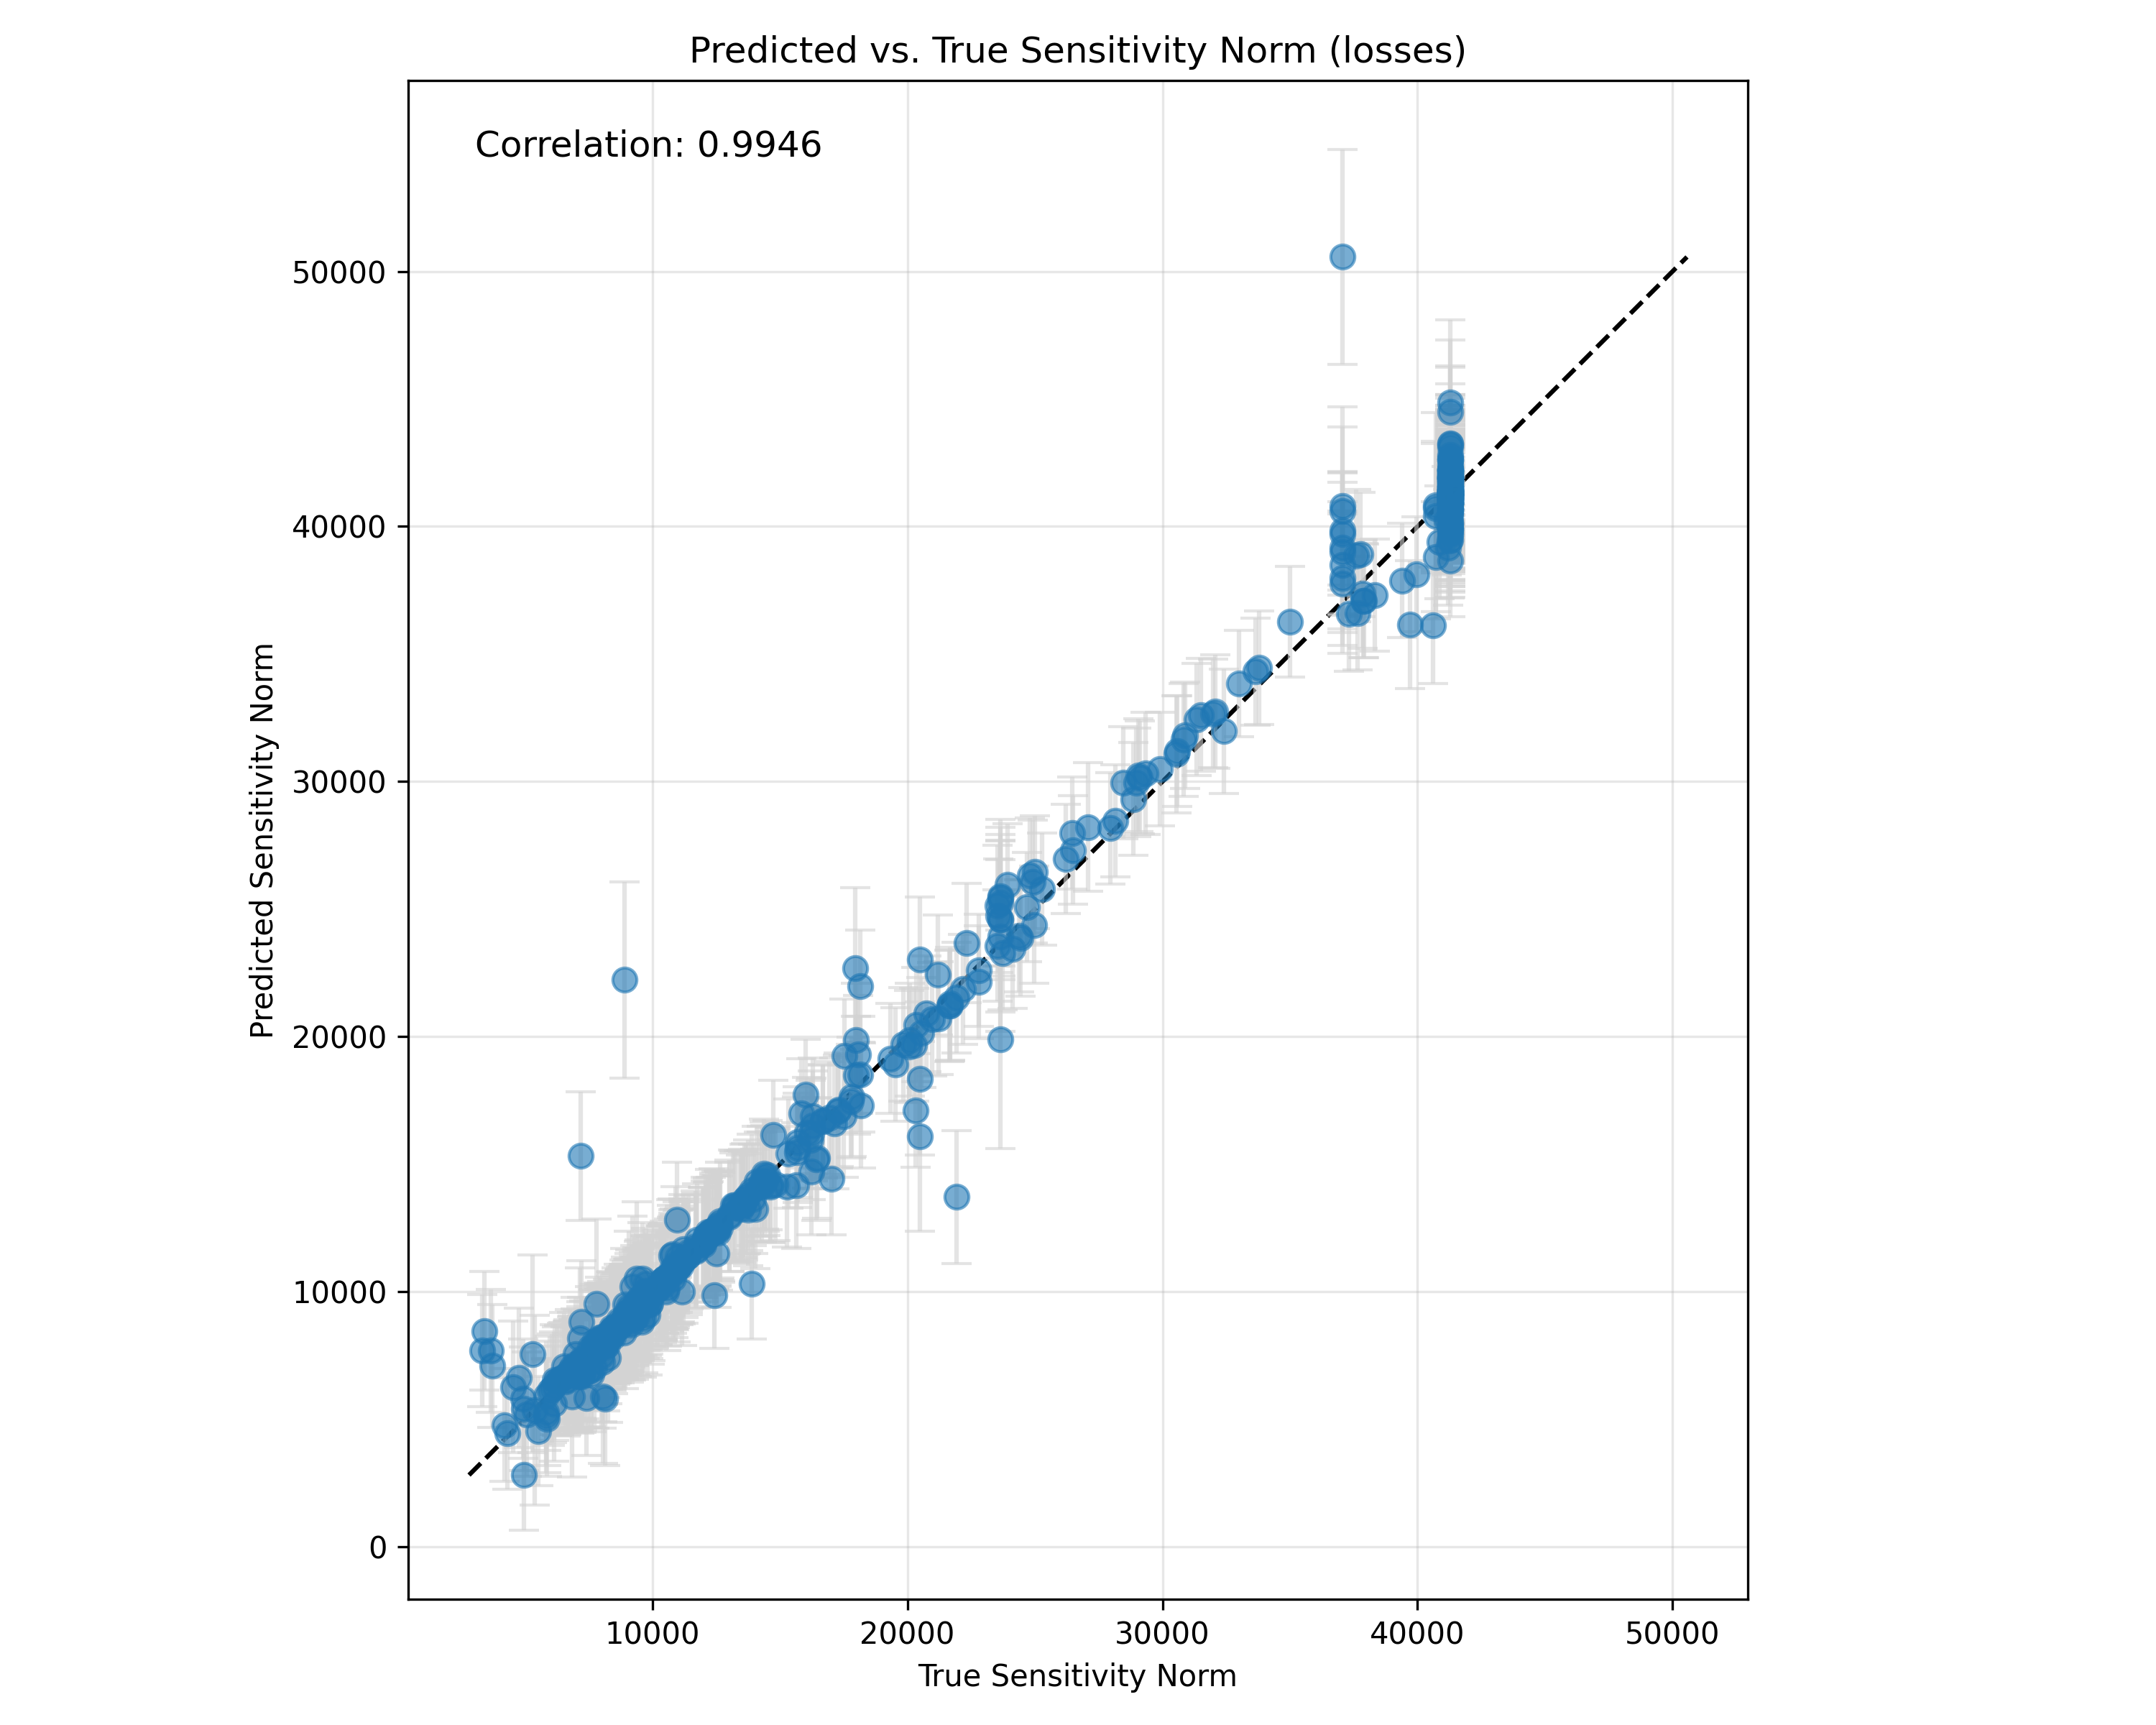 Predicted vs. True Sensitivity Norm (losses)
Correlation: 0.9946
50000
40000
30000
20000
10000
0
Predicted Sensitivity Norm
10000 20000 30000 40000 50000
True Sensitivity Norm